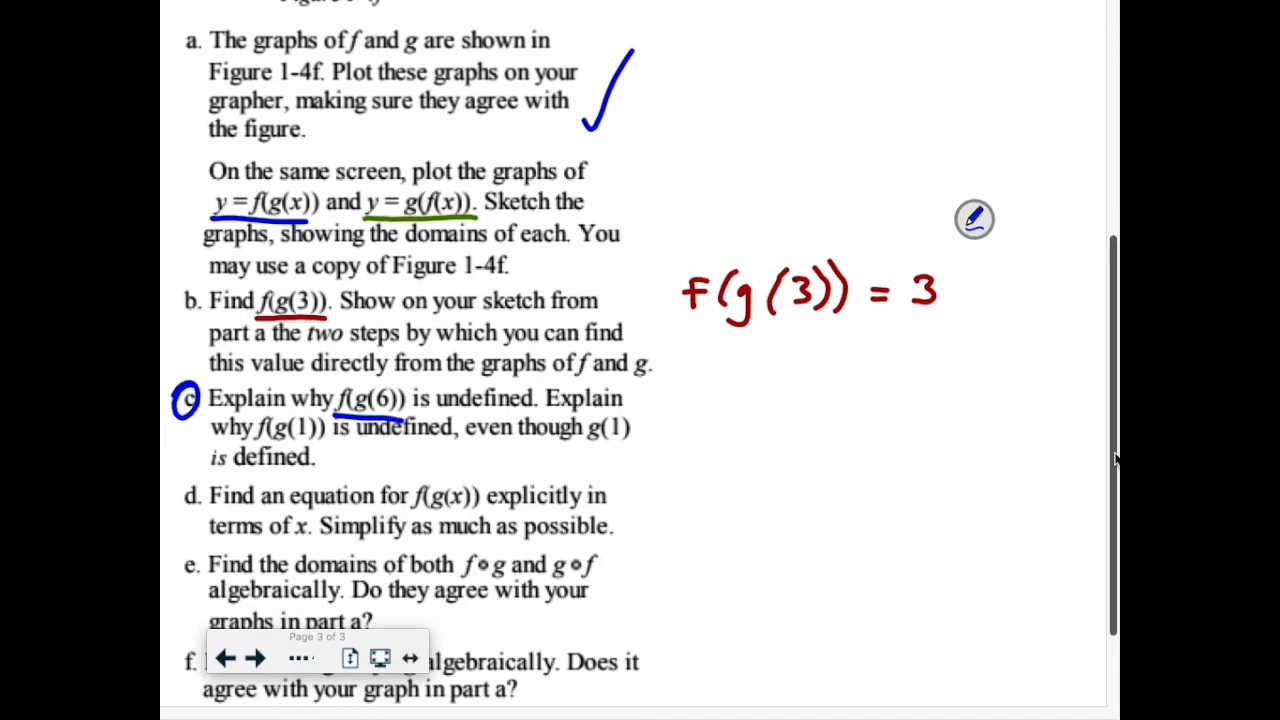 a. The graphs of f and g are shown in
Figure 1-4f. Plot these graphs on your
grapher, making sure they agree with
the figure.
On the same screen, plot the graphs of
y = f(g(x)) and y = g(f(x)). Sketch the
graphs, showing the domains of each. You
may use a copy of Figure 1-4f.
b. Find f(g(3)). Show on your sketch from
part a the two steps by which you can find
this value directly from the graphs of f and g.
c. Explain why f(g(6)) is undefined. Explain
why f(g(1)) is undefined, even though g(1)
is defined.
d. Find an equation for f(g(x)) explicitly in
terms of x. Simplify as much as possible.
e. Find the domains of both f∘g and g∘f
algebraically. Do they agree with your
graphs in part a?
f. algebraically. Does it
agree with your graph in part a?
f(g(3)) = 3
Page 3 of 3